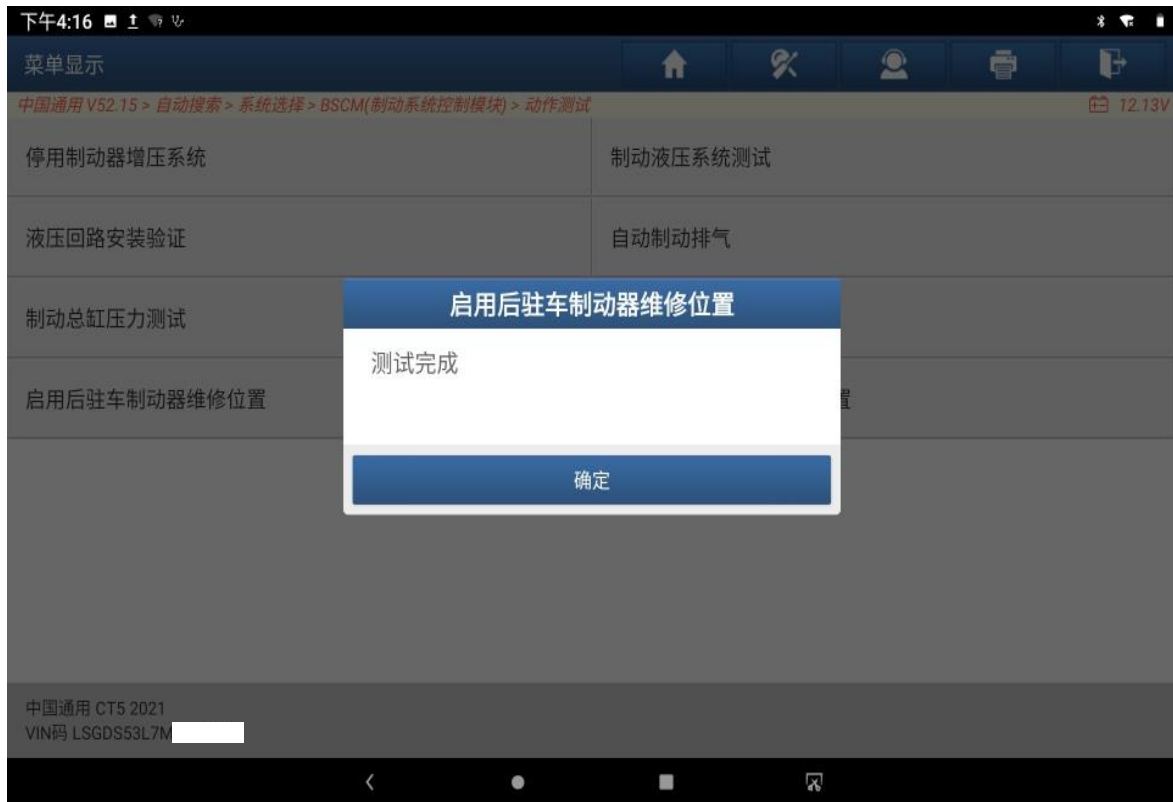 下午4:16
菜单显示
中国通用 V52.15 > 自动搜索 > 系统选择 > BSCM(制动系统控制模块) > 动作测试
12.13V
停用制动器增压系统
制动液压系统测试
液压回路安装验证
自动制动排气
制动总缸压力测试
启用后驻车制动器维修位置
启用后驻车制动器维修位置
测试完成
置
确定
中国通用 CT5 2021
VIN码 LSGDS53L7M